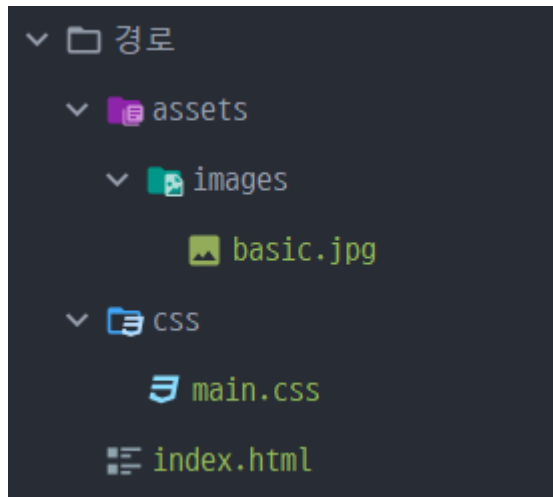 경로
assets
images
basic.jpg
css
main.css
index.html